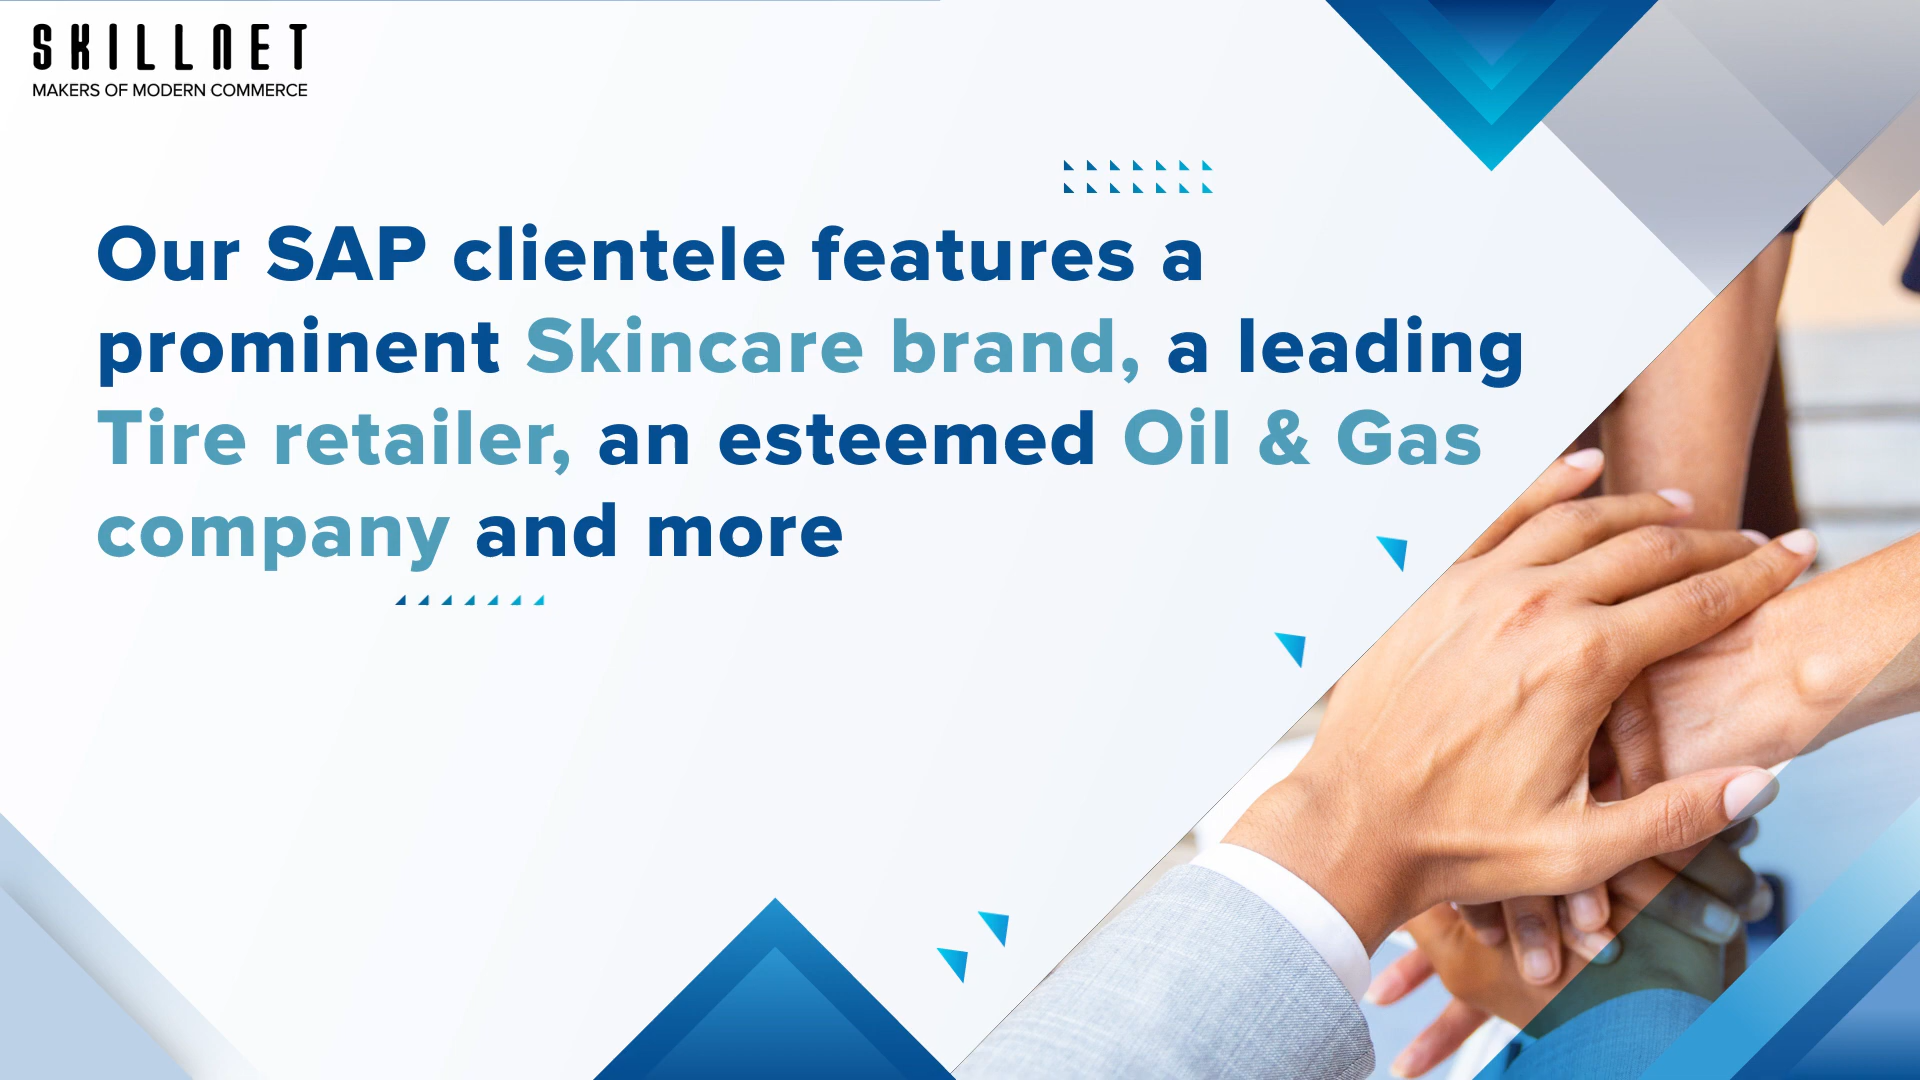 SKILLNET
MAKERS OF MODERN COMMERCE
Our SAP clientele features a
prominent Skincare brand, a leading
Tire retailer, an esteemed Oil & Gas
company and more